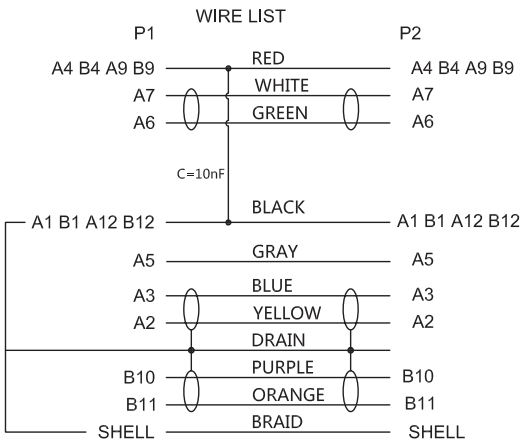 WIRE LIST
P1 P2
A4 B4 A9 B9 RED A4 B4 A9 B9
A7 WHITE A7
A6 GREEN A6
C=10nF
A1 B1 A12 B12 BLACK A1 B1 A12 B12
A5 GRAY A5
A3 BLUE A3
A2 YELLOW A2
DRAIN
B10 PURPLE B10
B11 ORANGE B11
SHELL BRAID SHELL